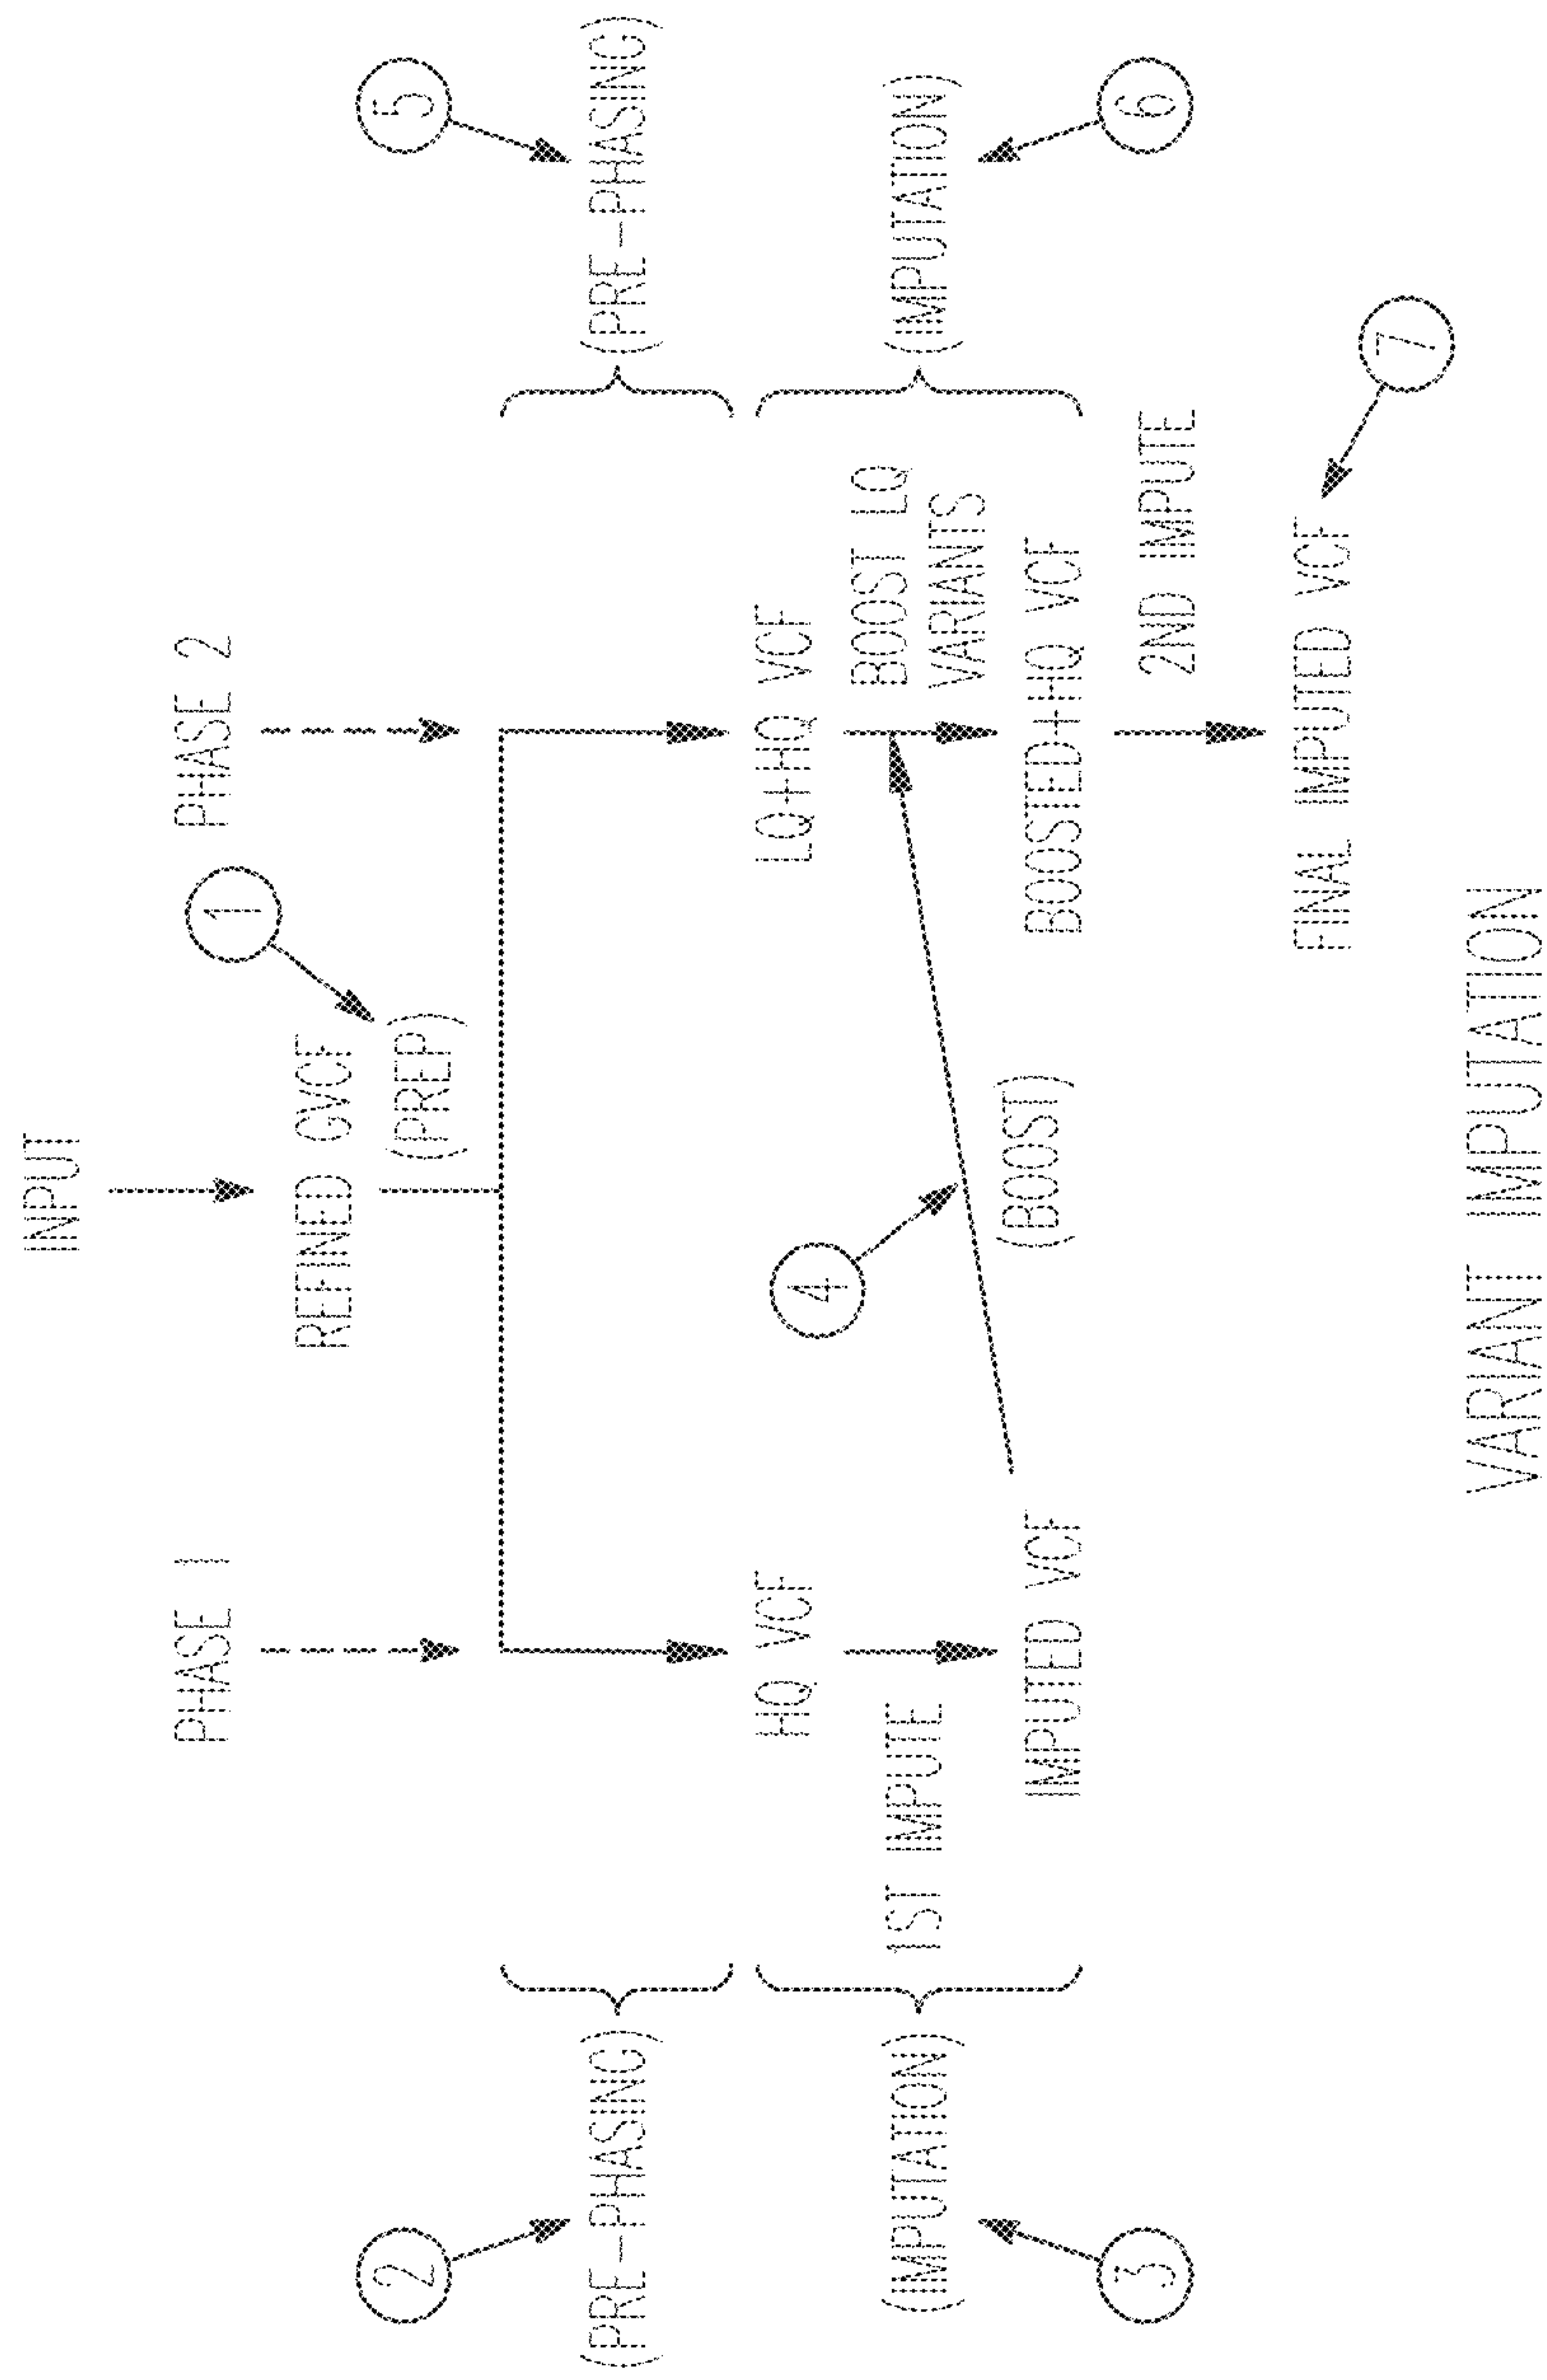 INPUT
PHASE 1
PHASE 2
1
REFINED GVCF
(PREP)
2
5
(PRE-PHASING)
(PRE-PHASING)
HQ VCF
LQ+HQ VCF
4
1ST IMPUTE
BOOST LQ
VARIANTS
(IMPUTATION)
(IMPUTATION)
(BOOST)
IMPUTED VCF
BOOSTED+HQ VCF
3
6
2ND IMPUTE
FINAL IMPUTED VCF
7
VARIANT IMPUTATION